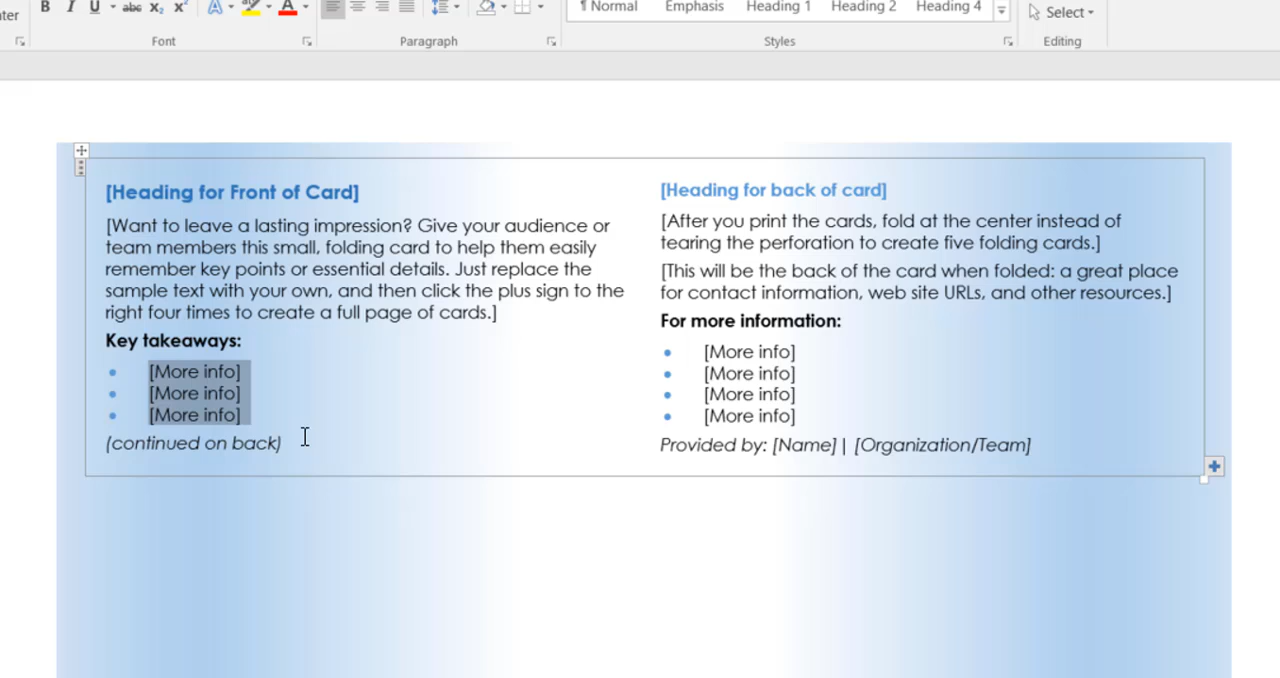 ter
B I U abc X₂ X² A aby A
¶ Normal Emphasis Heading 1 Heading 2 Heading 4
Select
Font Paragraph Styles Editing
[Heading for Front of Card]
[Want to leave a lasting impression? Give your audience or
team members this small, folding card to help them easily
remember key points or essential details. Just replace the
sample text with your own, and then click the plus sign to the
right four times to create a full page of cards.]
Key takeaways:
• [More info]
• [More info]
• [More info]
(continued on back)
[Heading for back of card]
[After you print the cards, fold at the center instead of
tearing the perforation to create five folding cards.]
[This will be the back of the card when folded: a great place
for contact information, web site URLs, and other resources.]
For more information:
• [More info]
• [More info]
• [More info]
• [More info]
Provided by: [Name] | [Organization/Team]